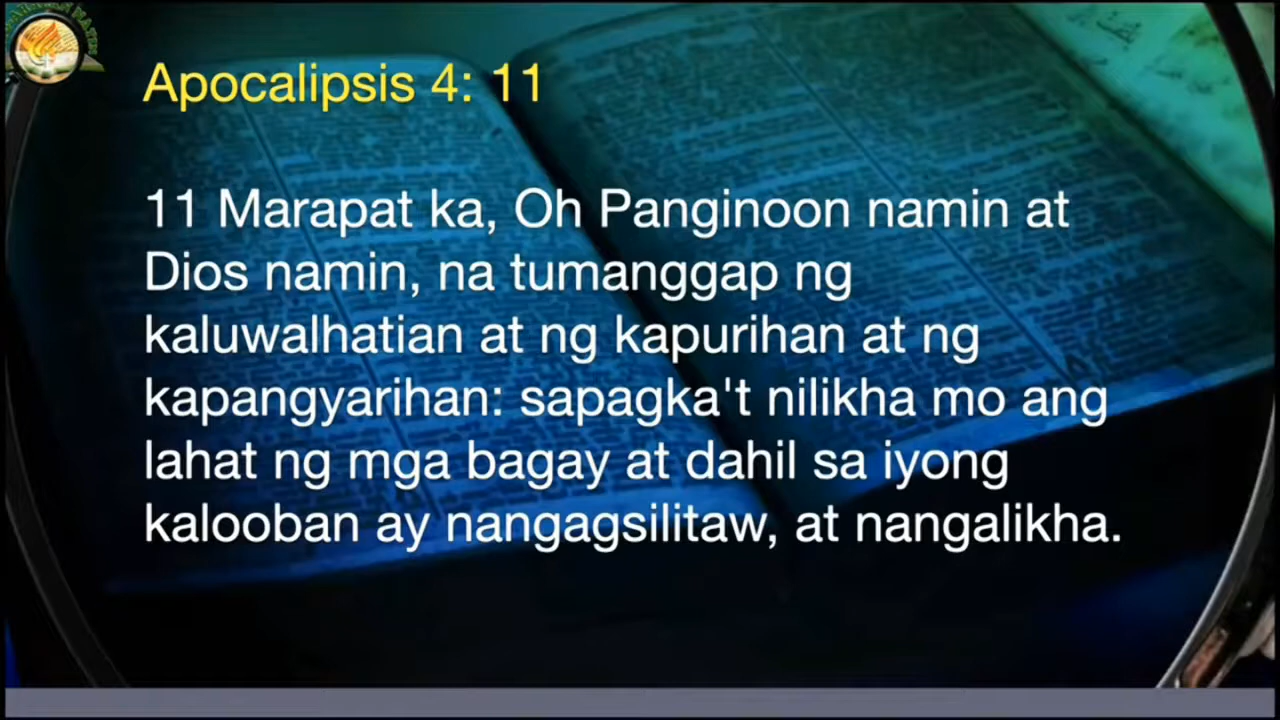 Apocalipsis 4: 11
11 Marapat ka, Oh Panginoon namin at
Dios namin, na tumanggap ng
kaluwalhatian at ng kapurihan at ng
kapangyarihan: sapagka't nilikha mo ang
lahat ng mga bagay at dahil sa iyong
kalooban ay nangagsilitaw, at nangalikha.